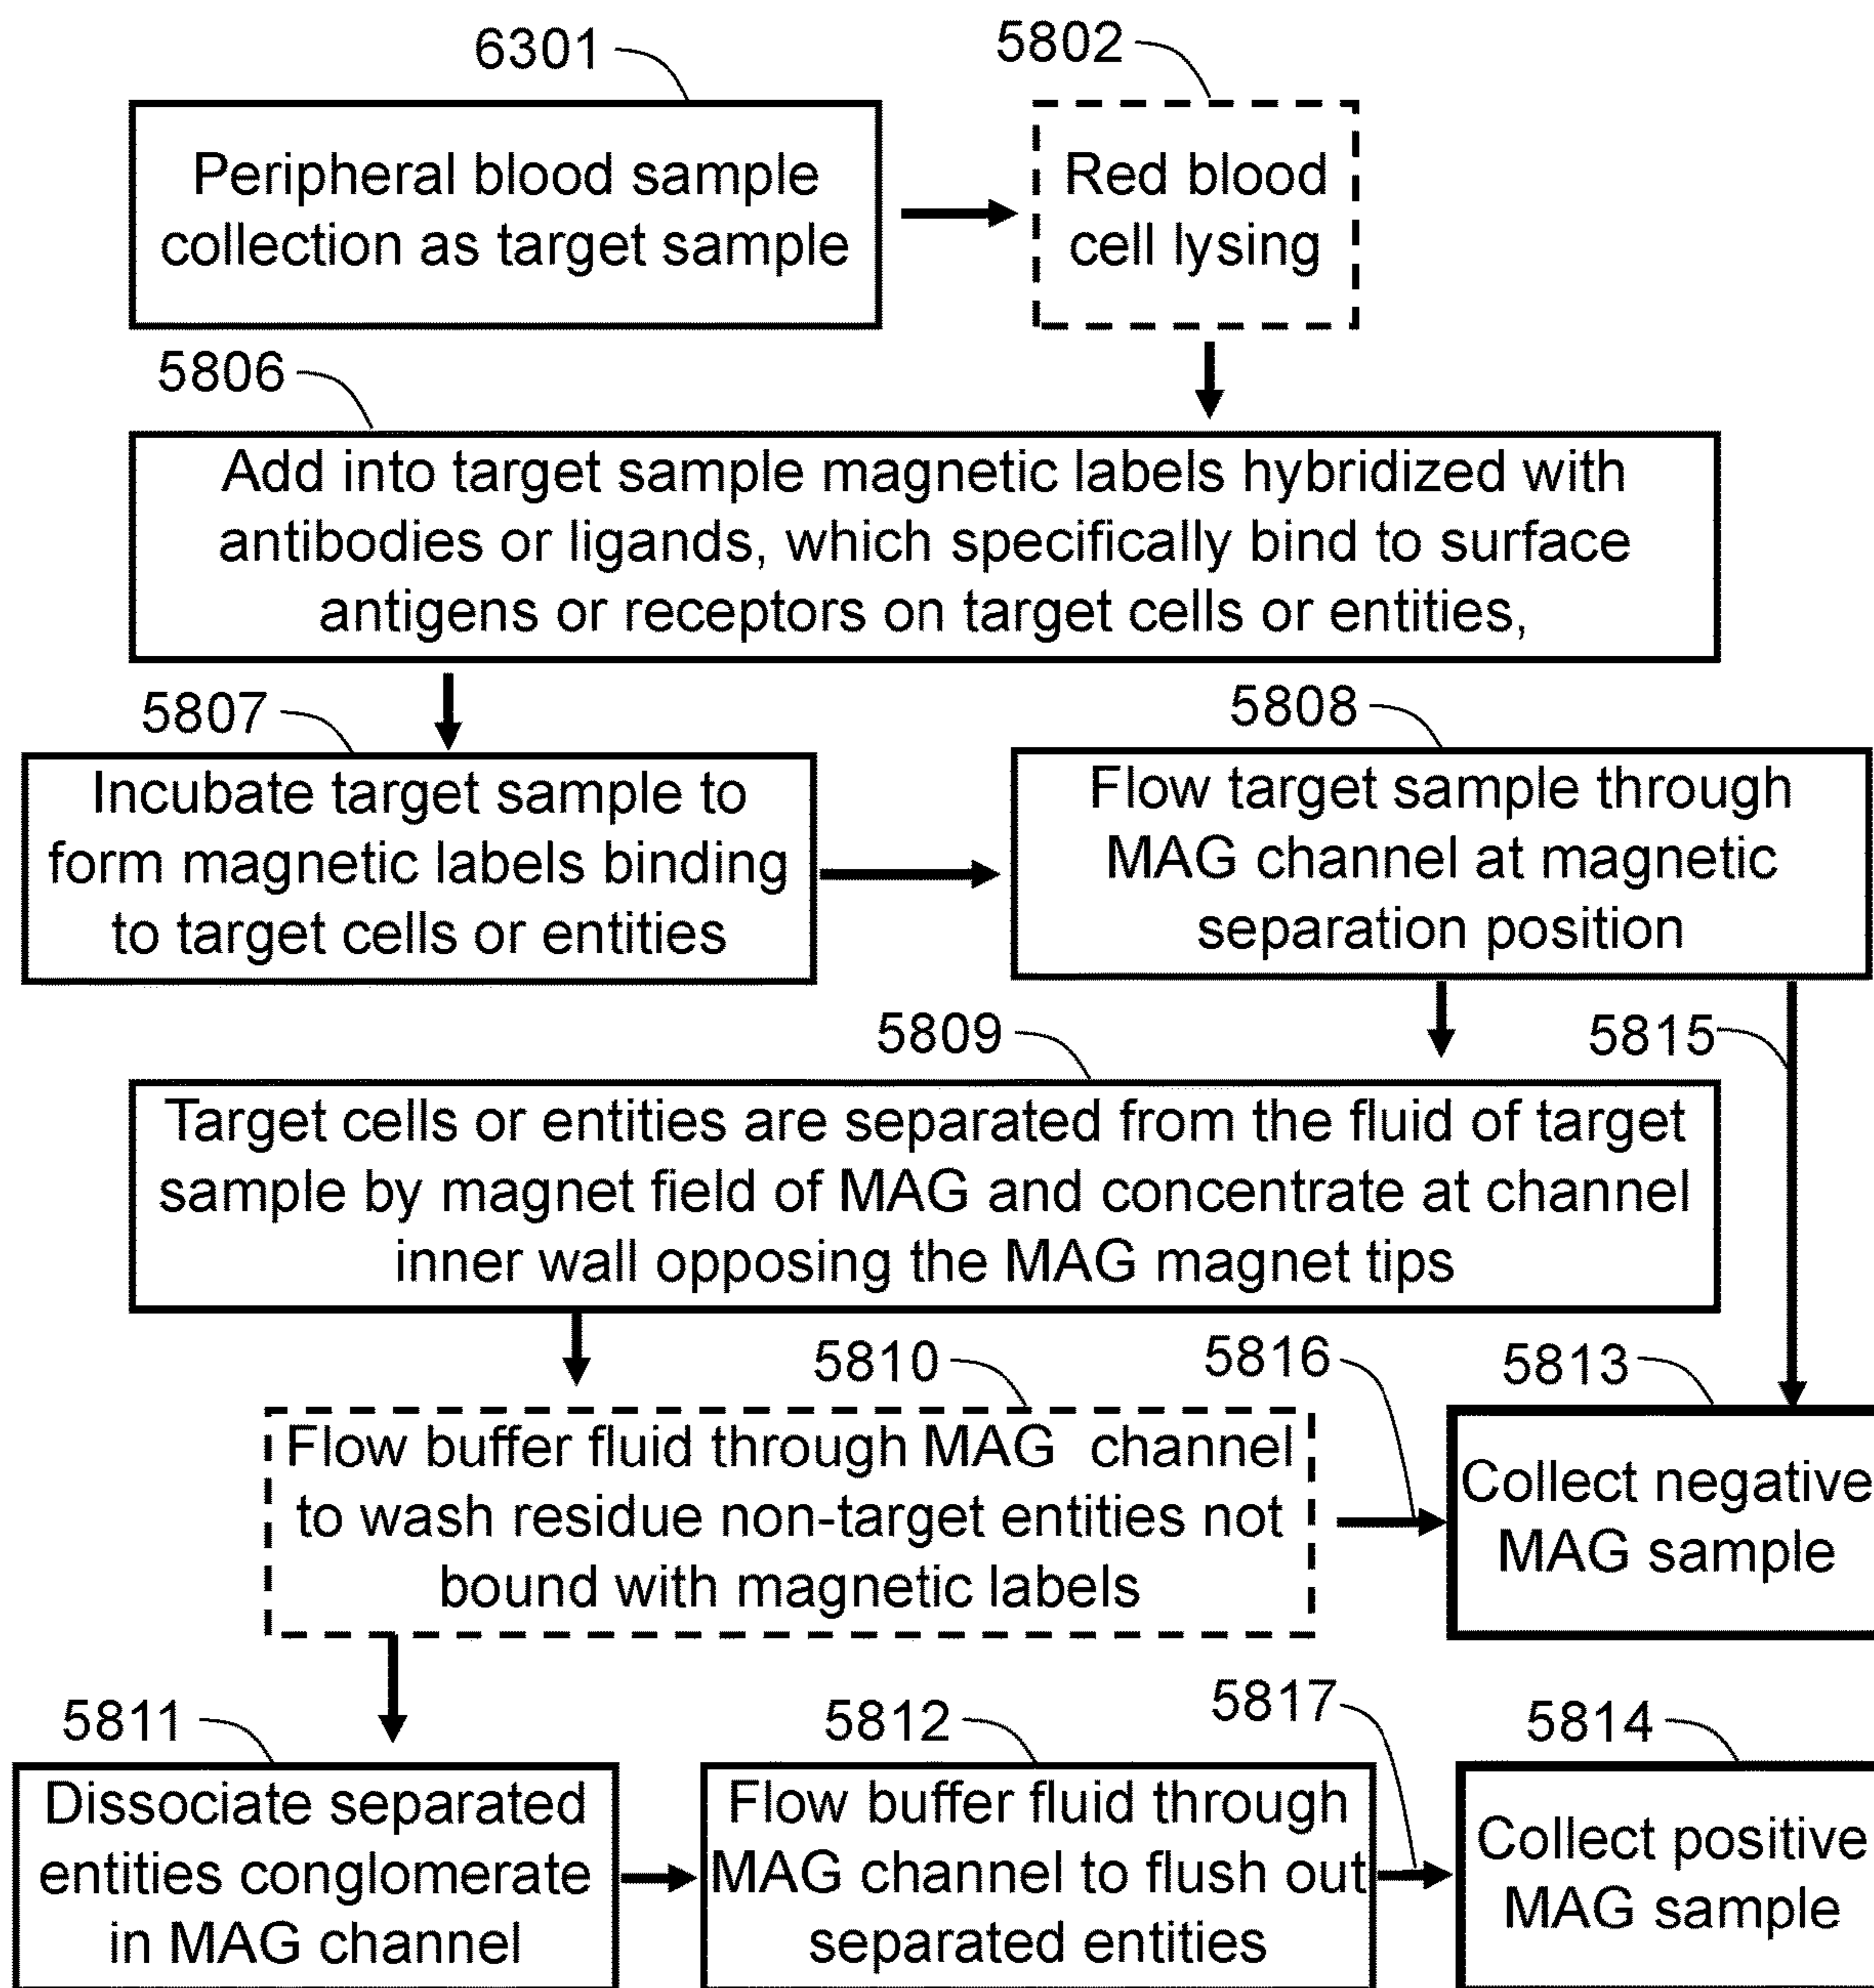 6301
5802
Peripheral blood sample
collection as target sample
Red blood
cell lysing
5806
Add into target sample magnetic labels hybridized with
antibodies or ligands, which specifically bind to surface
antigens or receptors on target cells or entities,
5807
5808
Incubate target sample to
form magnetic labels binding
to target cells or entities
Flow target sample through
MAG channel at magnetic
separation position
5809
5815
Target cells or entities are separated from the fluid of target
sample by magnet field of MAG and concentrate at channel
inner wall opposing the MAG magnet tips
5810
5816
5813
Flow buffer fluid through MAG channel
to wash residue non-target entities not
bound with magnetic labels
Collect negative
MAG sample
5811
5812
5817
5814
Dissociate separated
entities conglomerate
in MAG channel
Flow buffer fluid through
MAG channel to flush out
separated entities
Collect positive
MAG sample